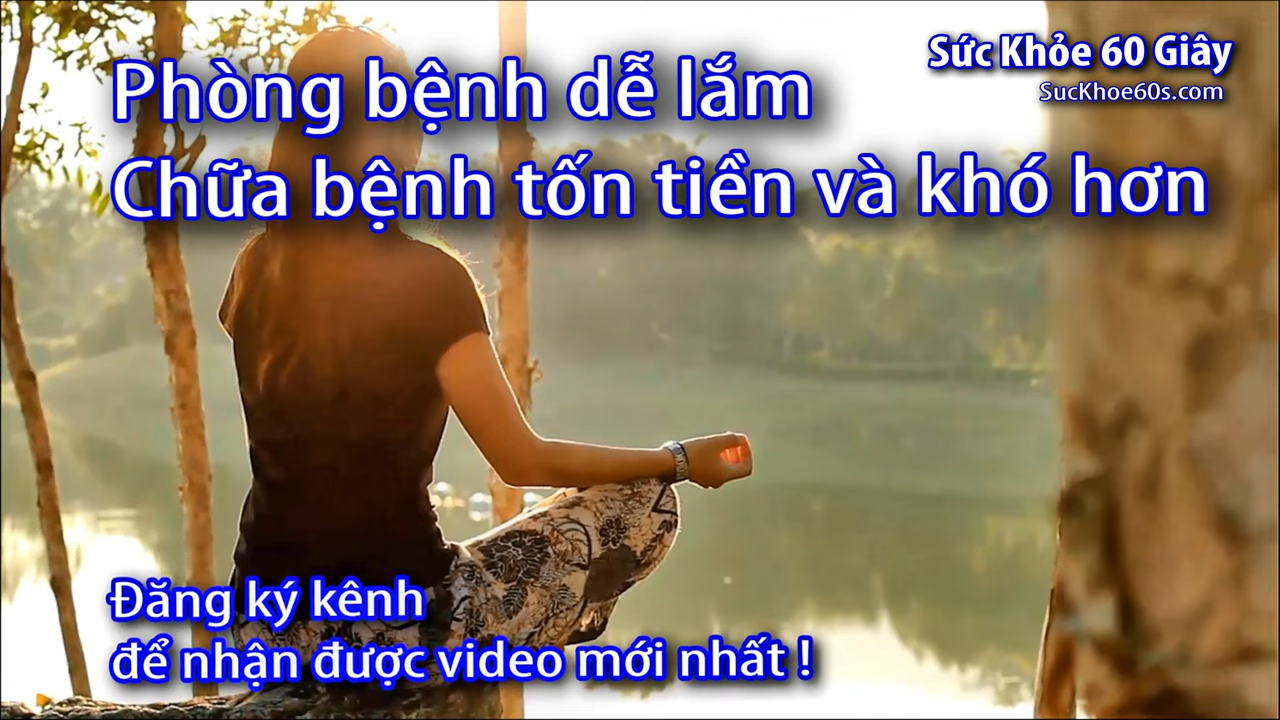 Sức Khỏe 60 Giây
SucKhoe60s.com
Phòng bệnh dễ lắm
Chữa bệnh tốn tiền và khó hơn
Đăng ký kênh
để nhận được video mới nhất !